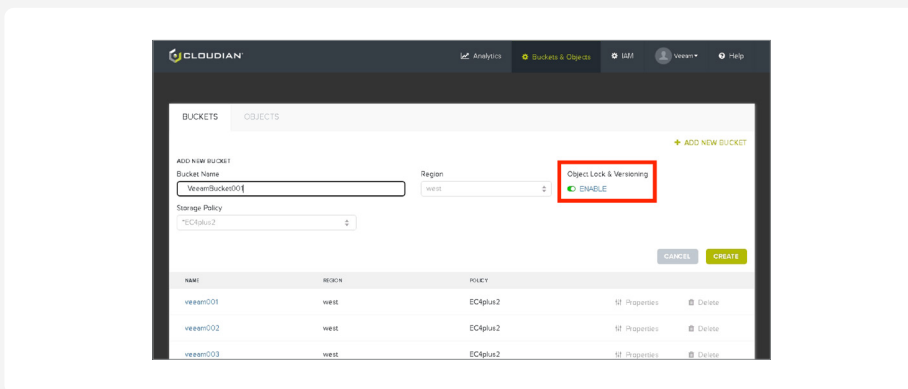 CLOUDIAN
Analytics Buckets & Objects IAM Veeam Help
BUCKETS OBJECTS
+ ADD NEW BUCKET
ADD NEW BUCKET
Bucket Name Region Object Lock & Versioning
VeeamBucket001 west ENABLE
Storage Policy
*EC4plus2
CANCEL CREATE
NAME REGION POLICY
veeam001 west EC4plus2 Properties Delete
veeam002 west EC4plus2 Properties Delete
veeam003 west EC4plus2 Properties Delete